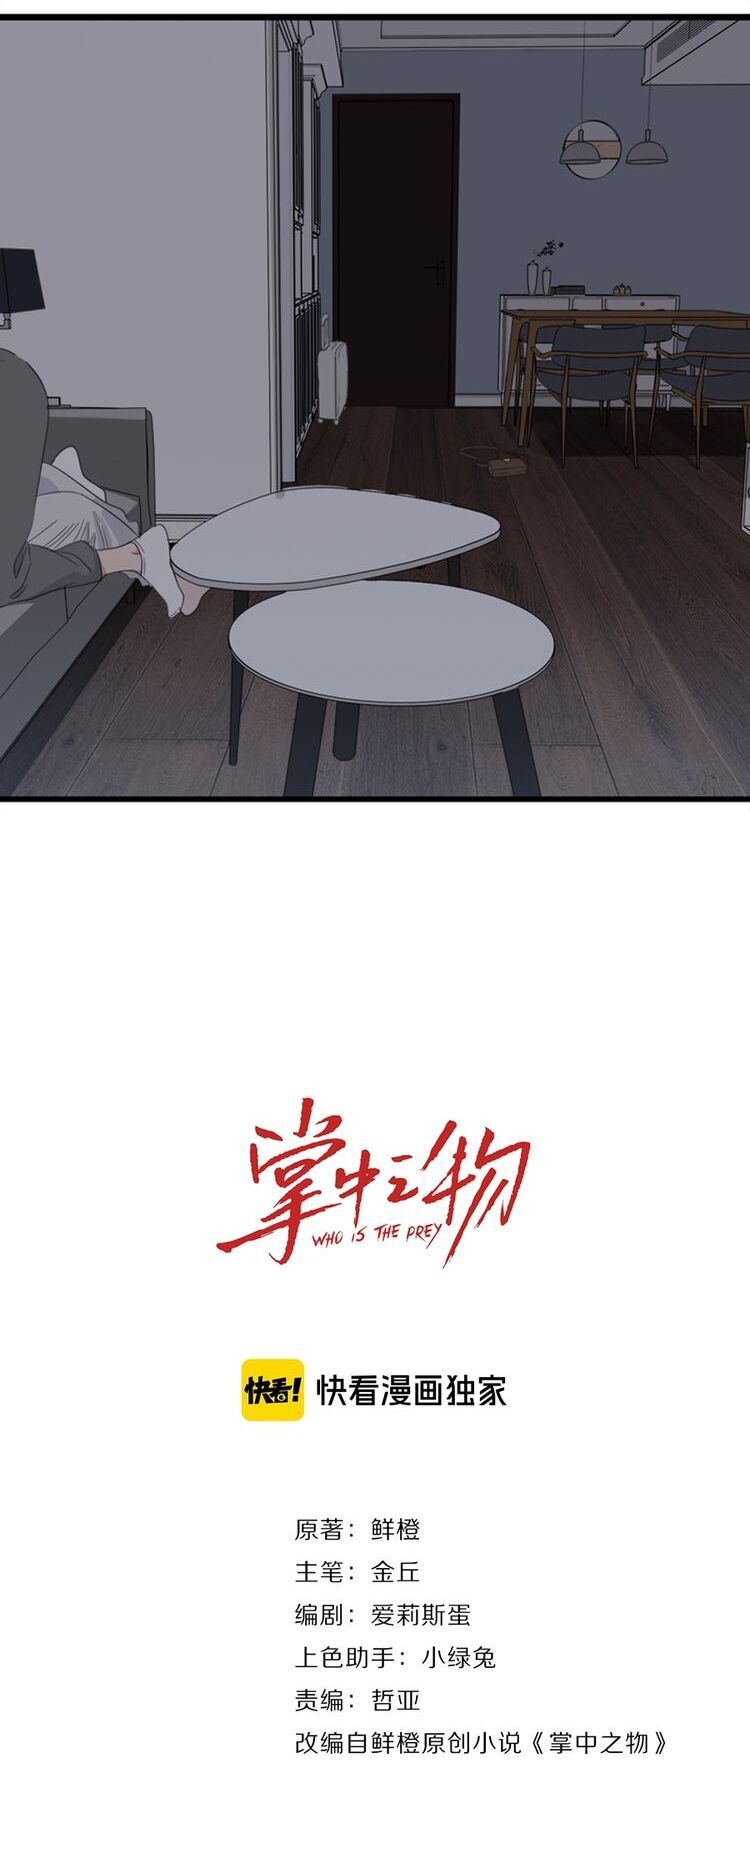 掌中之物
WHO IS THE PREY
快看! 快看漫画独家
原著：鲜橙
主笔：金丘
编剧：爱莉斯蛋
上色助手：小绿兔
责编：哲亚
改编自鲜橙原创小说《掌中之物》